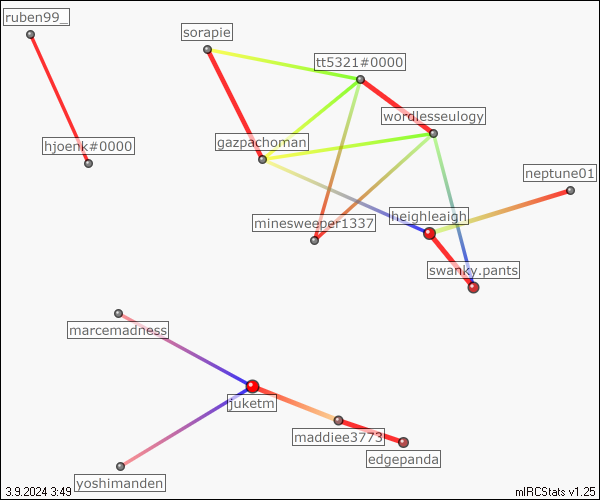 ruben99_
sorapie
tt5321#0000
wordlesseulogy
hjoenk#0000
gazpachoman
neptune01
heighleaigh
minesweeper1337
swanky.pants
marcemadness
juketm
maddiee3773
edgepanda
yoshimanden
3.9.2024 3:49
mIRCStats v1.25